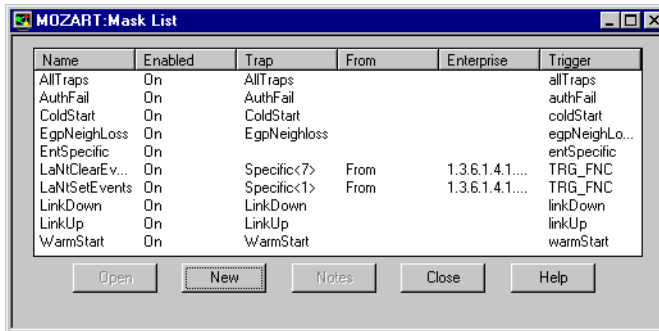 MOZART:Mask List
Name Enabled Trap From Enterprise Trigger
AllTraps On AllTraps allTraps
AuthFail On AuthFail authFail
ColdStart On ColdStart coldStart
EgpNeighLoss On EgpNeighloss egpNeighLo...
EntSpecific On entSpecific
LaNtClearEv... On Specific<7> From 1.3.6.1.4.1.... TRG_FNC
LaNtSetEvents On Specific<1> From 1.3.6.1.4.1.... TRG_FNC
LinkDown On LinkDown linkDown
LinkUp On LinkUp linkUp
WarmStart On WarmStart warmStart
Open New Notes Close Help